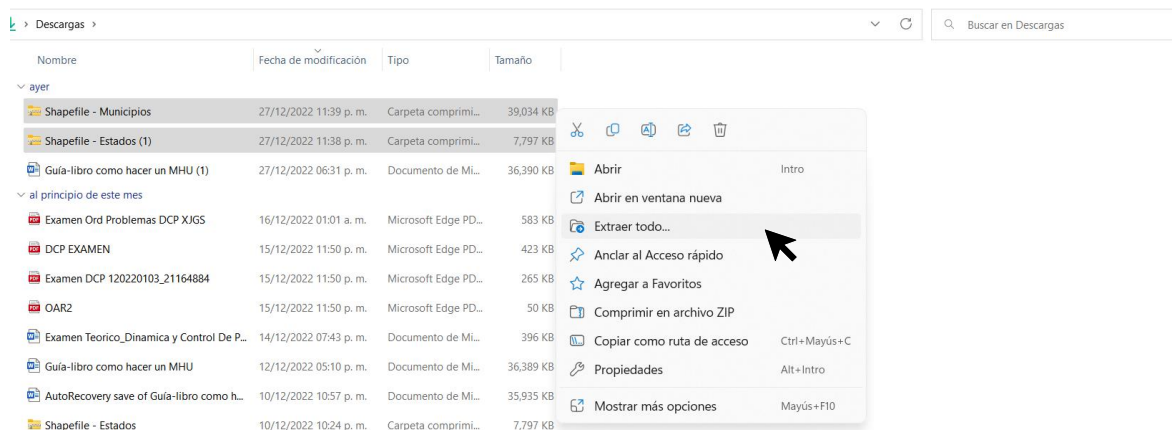 > Descargas >
Buscar en Descargas
Nombre Fecha de modificación Tipo Tamaño
ayer
Shapefile - Municipios 27/12/2022 11:39 p. m. Carpeta comprimi... 39,034 KB
Shapefile - Estados (1) 27/12/2022 11:38 p. m. Carpeta comprimi... 7,797 KB
Guía-libro como hacer un MHU (1) 27/12/2022 06:31 p. m. Documento de Mi... 36,390 KB
al principio de este mes
Examen Ord Problemas DCP XJGS 16/12/2022 01:01 a. m. Microsoft Edge PD... 583 KB
DCP EXAMEN 15/12/2022 11:50 p. m. Microsoft Edge PD... 423 KB
Examen DCP 120220103_21164884 15/12/2022 11:50 p. m. Microsoft Edge PD... 265 KB
OAR2 15/12/2022 11:50 p. m. Microsoft Edge PD... 50 KB
Examen Teorico_Dinamica y Control De P... 14/12/2022 07:43 p. m. Documento de Mi... 396 KB
Guía-libro como hacer un MHU 12/12/2022 05:10 p. m. Documento de Mi... 36,389 KB
AutoRecovery save of Guía-libro como h... 10/12/2022 10:57 p. m. Documento de Mi... 35,935 KB
Shapefile - Estados 10/12/2022 10:24 p. m. Carpeta comprimi... 7,797 KB
Abrir Intro
Abrir en ventana nueva
Extraer todo...
Anclar al Acceso rápido
Agregar a Favoritos
Comprimir en archivo ZIP
Copiar como ruta de acceso Ctrl+Mayús+C
Propiedades Alt+Intro
Mostrar más opciones Mayús+F10